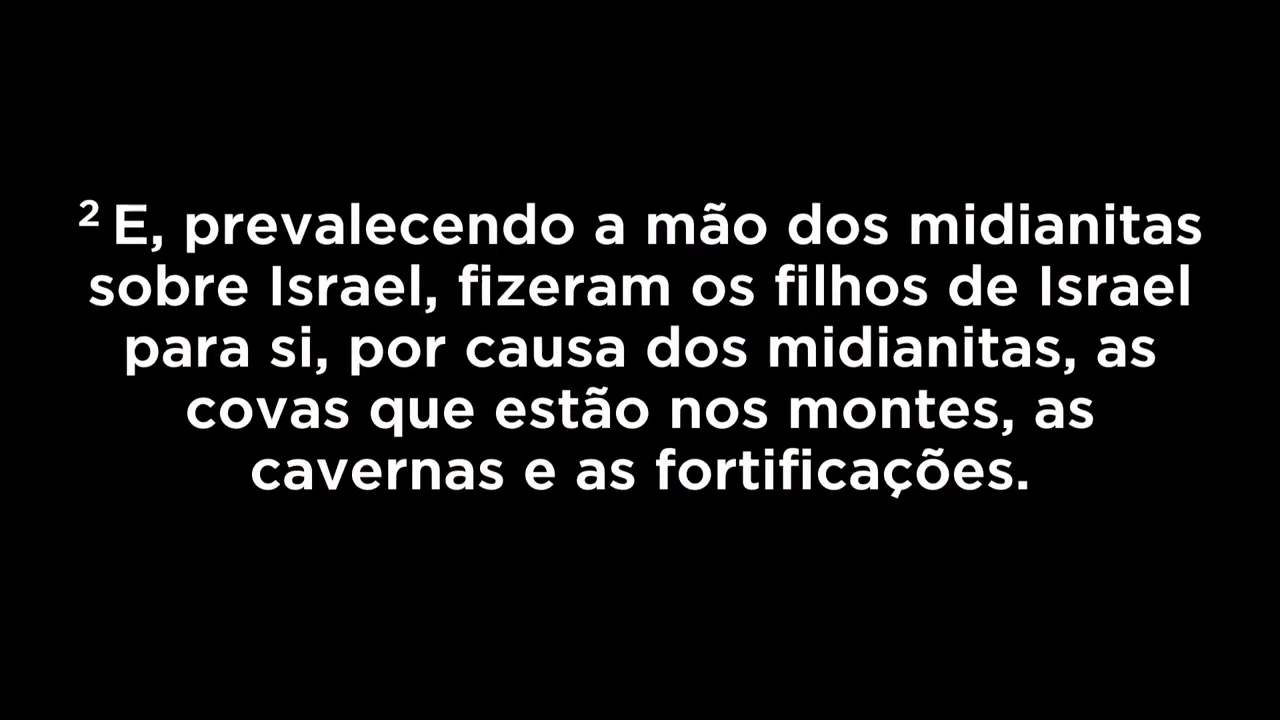 ² E, prevalecendo a mão dos midianitas
sobre Israel, fizeram os filhos de Israel
para si, por causa dos midianitas, as
covas que estão nos montes, as
cavernas e as fortificações.